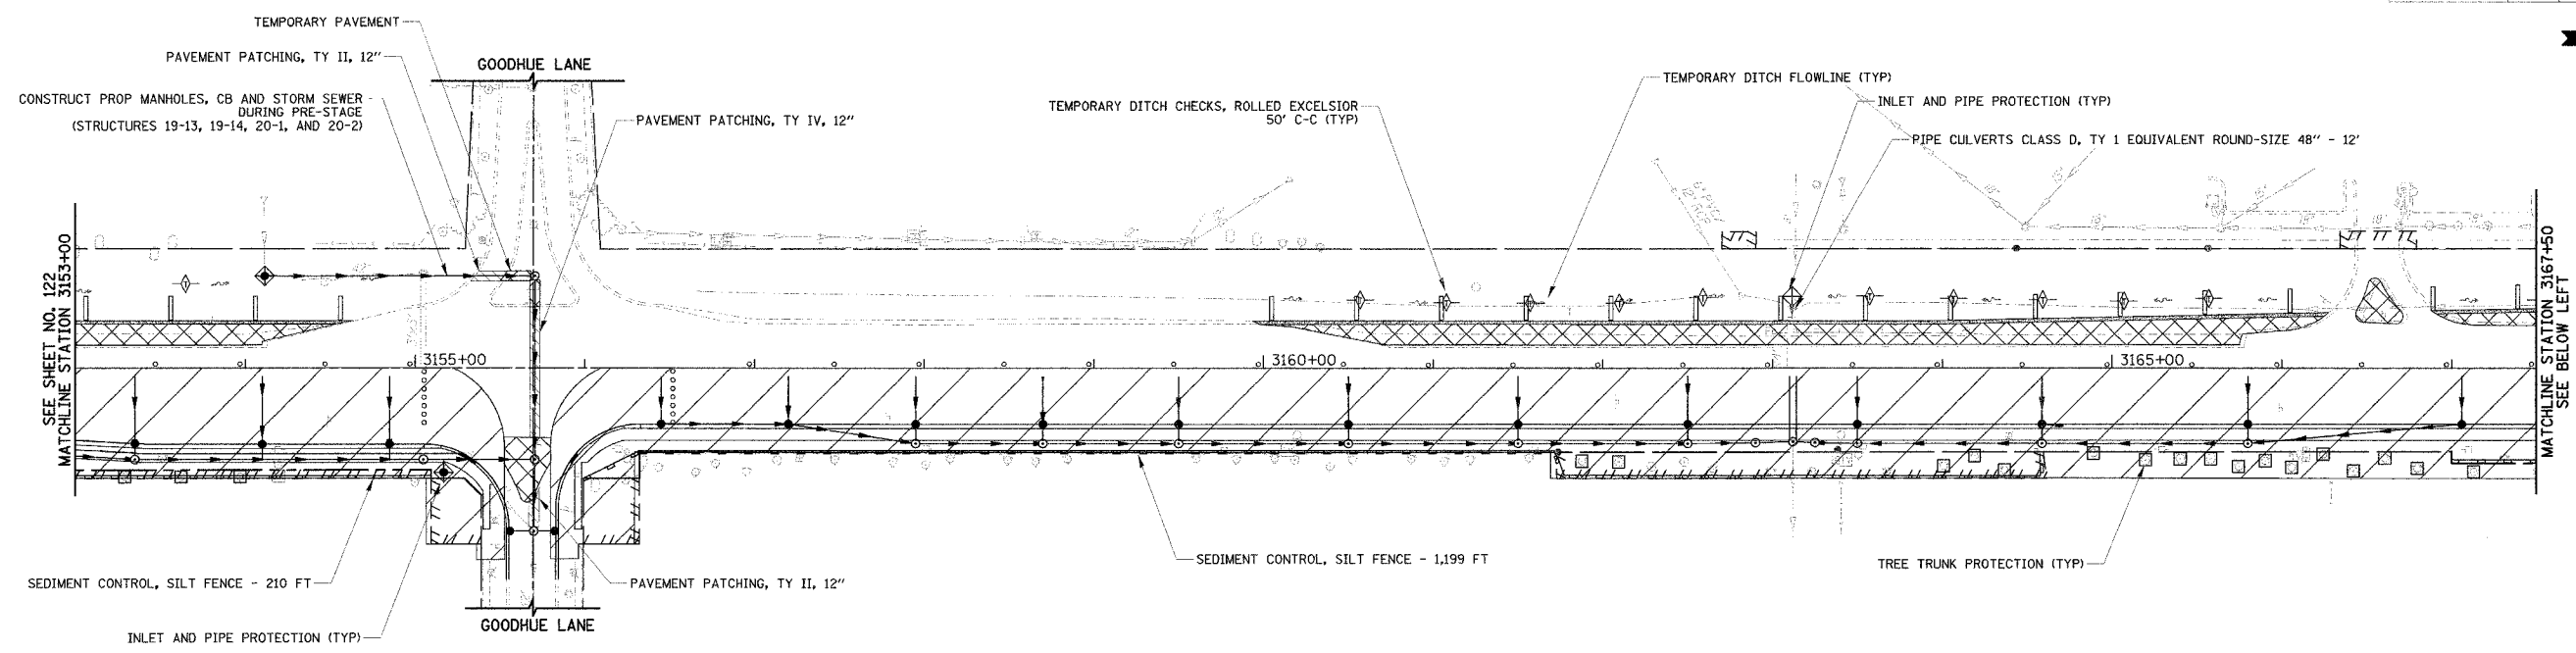 TEMPORARY PAVEMENT
PAVEMENT PATCHING, TY II, 12"
GOODHUE LANE
CONSTRUCT PROP MANHOLES, CB AND STORM SEWER
DURING PRE-STAGE
(STRUCTURES 19-13, 19-14, 20-1, AND 20-2)
PAVEMENT PATCHING, TY IV, 12"
TEMPORARY DITCH CHECKS, ROLLED EXCELSIOR
50' C-C (TYP)
TEMPORARY DITCH FLOWLINE (TYP)
INLET AND PIPE PROTECTION (TYP)
PIPE CULVERTS CLASS D, TY 1 EQUIVALENT ROUND-SIZE 48" - 12'
SEE SHEET NO. 122
MATCHLINE STATION 3153+00
3155+00
3160+00
3165+00
MATCHLINE STATION 3167+50
SEE BELOW LEFT
SEDIMENT CONTROL, SILT FENCE - 210 FT
PAVEMENT PATCHING, TY II, 12"
SEDIMENT CONTROL, SILT FENCE - 1,199 FT
TREE TRUNK PROTECTION (TYP)
GOODHUE LANE
INLET AND PIPE PROTECTION (TYP)